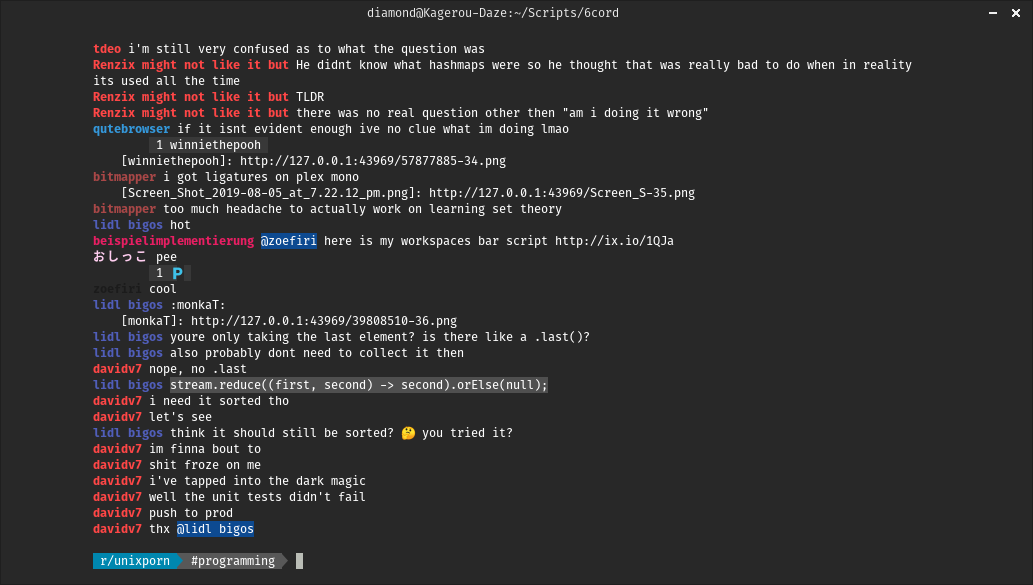 diamond@Kagerou-Daze:~/Scripts/6cord
tdeo i'm still very confused as to what the question was
Renzix might not like it but He didnt know what hashmaps were so he thought that was really bad to do when in reality
its used all the time
Renzix might not like it but TLDR
Renzix might not like it but there was no real question other then "am i doing it wrong"
qutebrowser if it isnt evident enough ive no clue what im doing lmao
1 winniethepooh
[winniethepooh]: http://127.0.0.1:43969/57877885-34.png
bitmapper i got ligatures on plex mono
[Screen_Shot_2019-08-05_at_7.22.12_pm.png]: http://127.0.0.1:43969/Screen_S-35.png
bitmapper too much headache to actually work on learning set theory
lidl bigos hot
beispielimplementierung @zoefiri here is my workspaces bar script http://ix.io/1QJa
おしっこ pee
1 🇵
zoefiri cool
lidl bigos :monkaT:
[monkaT]: http://127.0.0.1:43969/39808510-36.png
lidl bigos youre only taking the last element? is there like a .last()?
lidl bigos also probably dont need to collect it then
davidv7 nope, no .last
lidl bigos stream.reduce((first, second) -> second).orElse(null);
davidv7 i need it sorted tho
davidv7 let's see
lidl bigos think it should still be sorted? 🤔 you tried it?
davidv7 im finna bout to
davidv7 shit froze on me
davidv7 i've tapped into the dark magic
davidv7 well the unit tests didn't fail
davidv7 push to prod
davidv7 thx @lidl bigos
r/unixporn #programming